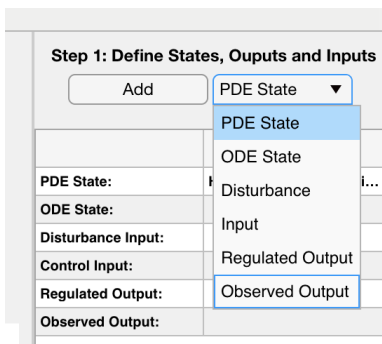 Step 1: Define States, Ouputs and Inputs
Add
PDE State ▼
PDE State
ODE State
Disturbance
Input
Regulated Output
Observed Output
PDE State:
ODE State:
Disturbance Input:
Control Input:
Regulated Output:
Observed Output: